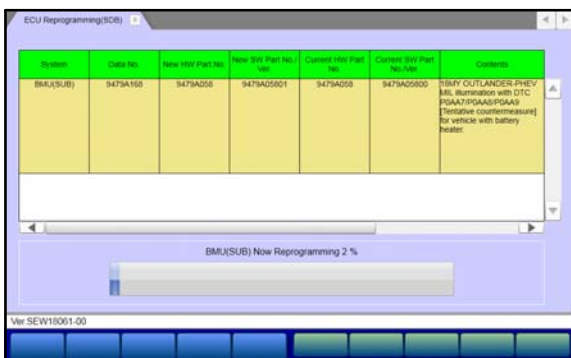 ECU Reprogramming(SDB)
System
Data No.
New HW Part No.
New SW Part No./
Ver.
Current HW Part
No.
Current SW Part
No./Ver.
Contents
BMU(SUB)
9479A168
9479A058
9479A05801
9479A058
9479A05800
18MY OUTLANDER-PHEV
MIL illumination with DTC
P0AA7/P0AA8/P0AA9
[Tentative countermeasure]
for vehicle with battery
heater.
BMU(SUB) Now Reprogramming 2 %
Ver.SEW18061-00